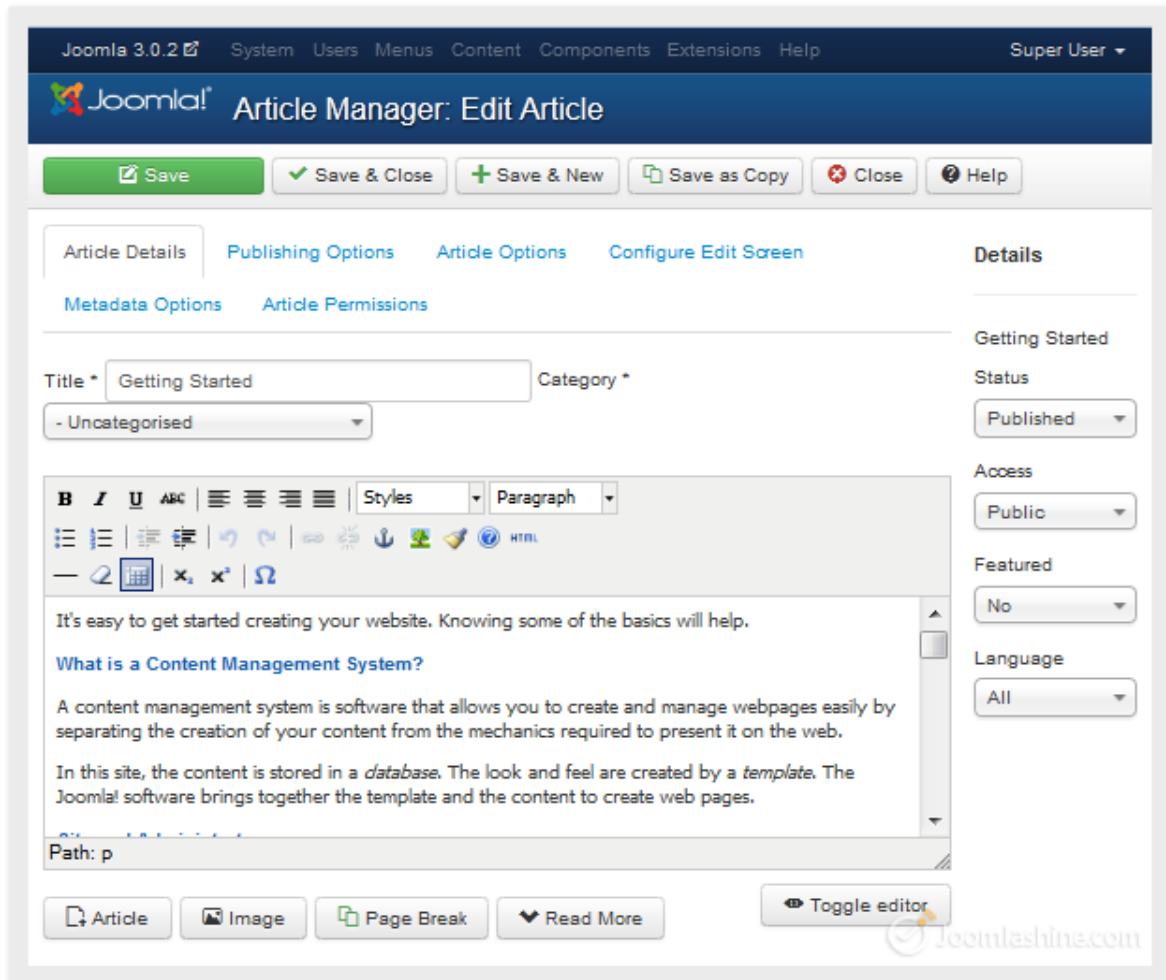 Joomla 3.0.2 System Users Menus Content Components Extensions Help Super User
Joomla! Article Manager: Edit Article
Save Save & Close Save & New Save as Copy Close Help
Article Details Publishing Options Article Options Configure Edit Screen
Metadata Options Article Permissions
Details
Getting Started
Title * Getting Started Category *
- Uncategorised
Status
Published
Access
Public
Featured
No
Language
All
B I U ABC Styles Paragraph
HTML
x₂ x² Ω
It's easy to get started creating your website. Knowing some of the basics will help.
What is a Content Management System?
A content management system is software that allows you to create and manage webpages easily by
separating the creation of your content from the mechanics required to present it on the web.
In this site, the content is stored in a database. The look and feel are created by a template. The
Joomla! software brings together the template and the content to create web pages.
Path: p
Article Image Page Break Read More Toggle editor
Joomlashine.com